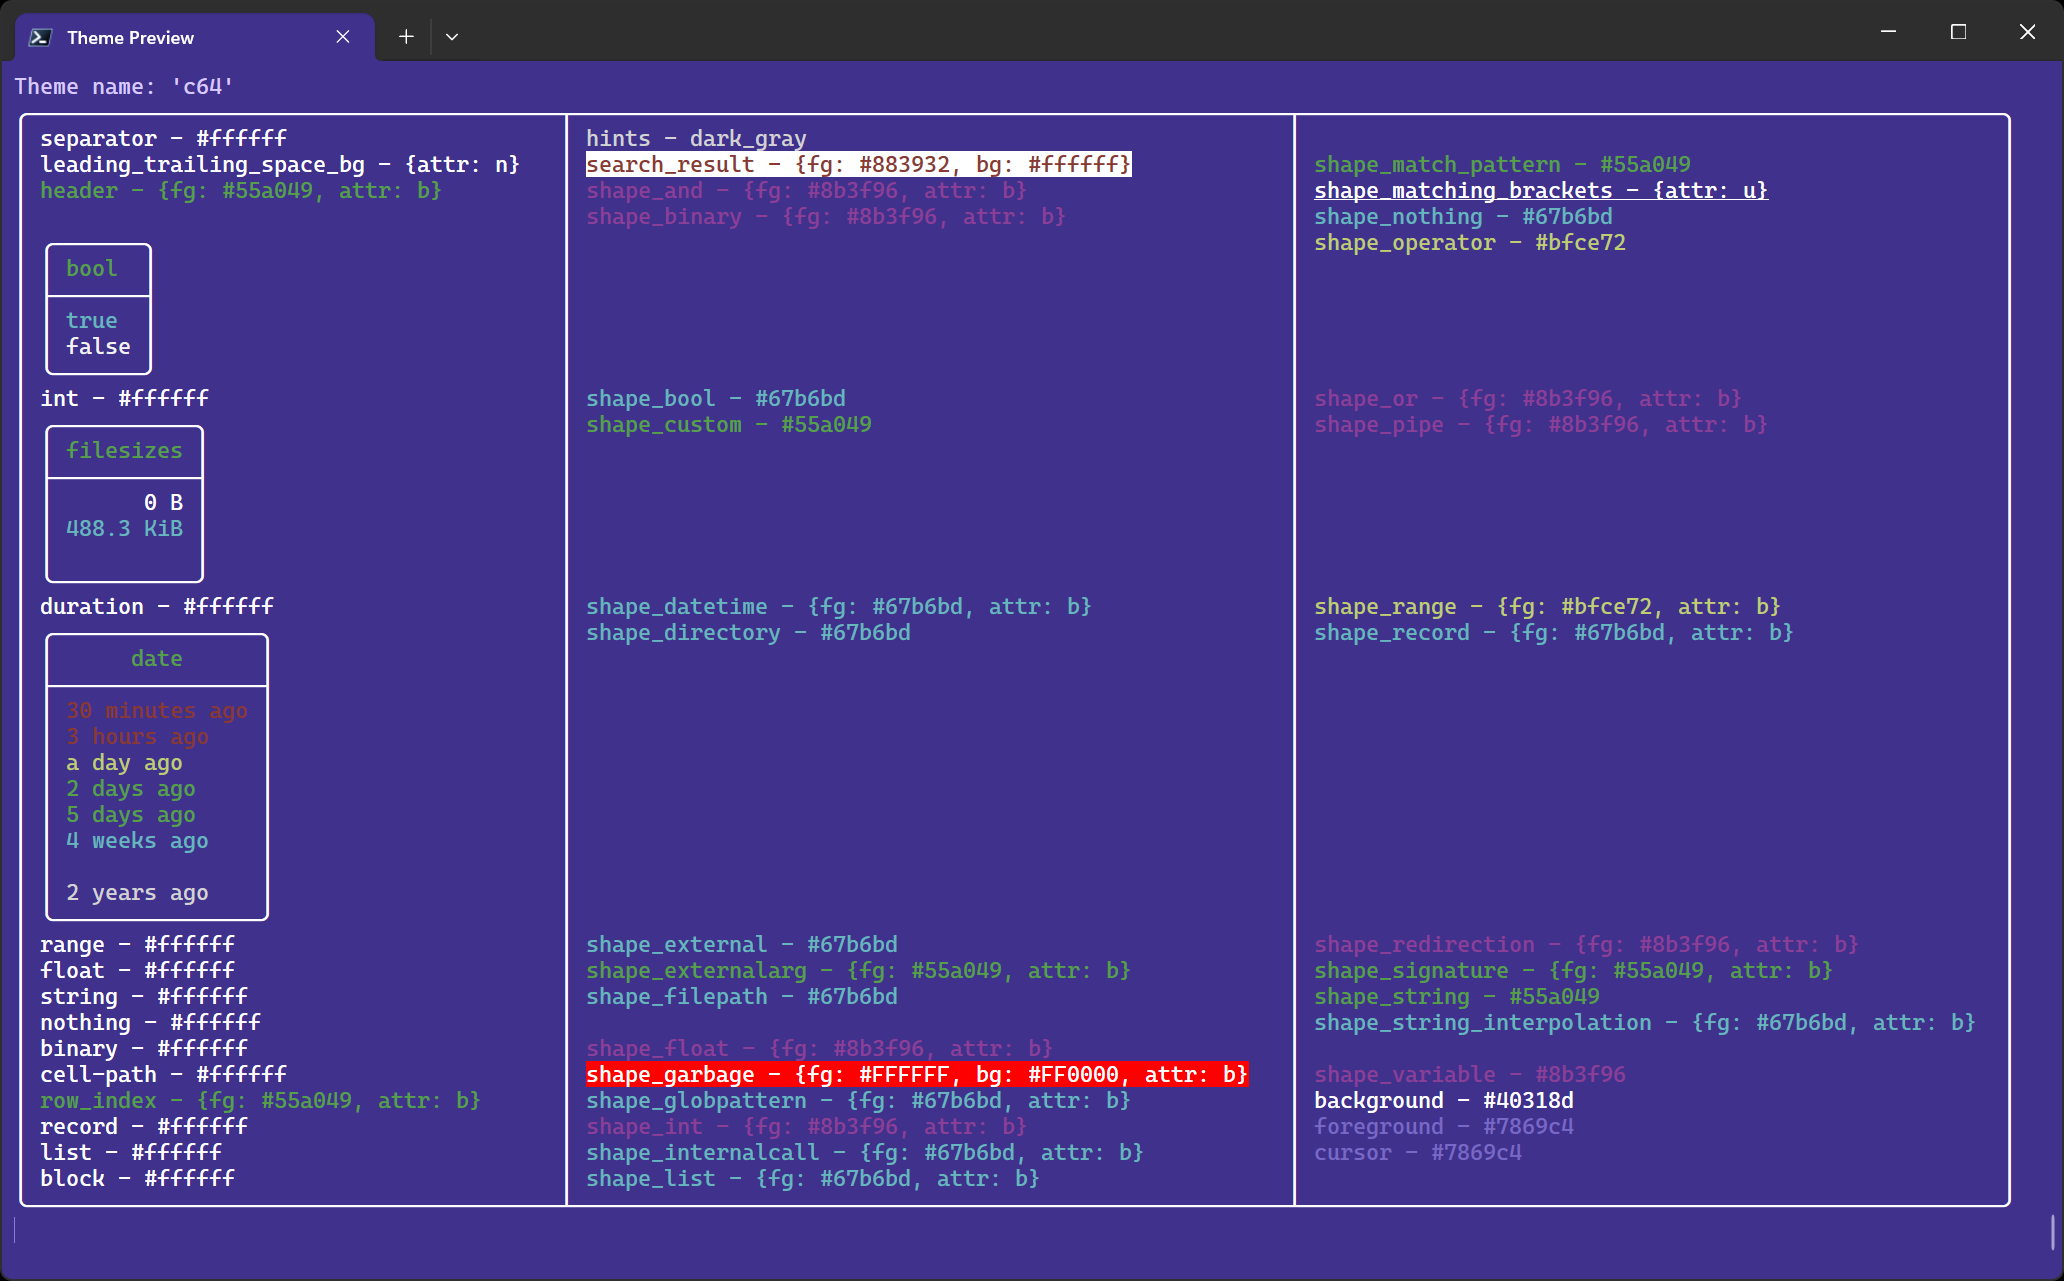 Theme Preview
Theme name: 'c64'
separator - #ffffff
leading_trailing_space_bg - {attr: n}
header - {fg: #55a049, attr: b}
bool
true
false
int - #ffffff
filesizes
0 B
488.3 KiB
duration - #ffffff
date
30 minutes ago
3 hours ago
a day ago
2 days ago
5 days ago
4 weeks ago
2 years ago
range - #ffffff
float - #ffffff
string - #ffffff
nothing - #ffffff
binary - #ffffff
cell-path - #ffffff
row_index - {fg: #55a049, attr: b}
record - #ffffff
list - #ffffff
block - #ffffff
hints - dark_gray
search_result - {fg: #883932, bg: #ffffff}
shape_and - {fg: #8b3f96, attr: b}
shape_binary - {fg: #8b3f96, attr: b}
shape_bool - #67b6bd
shape_custom - #55a049
shape_datetime - {fg: #67b6bd, attr: b}
shape_directory - #67b6bd
shape_external - #67b6bd
shape_externalarg - {fg: #55a049, attr: b}
shape_filepath - #67b6bd
shape_float - {fg: #8b3f96, attr: b}
shape_garbage - {fg: #FFFFFF, bg: #FF0000, attr: b}
shape_globpattern - {fg: #67b6bd, attr: b}
shape_int - {fg: #8b3f96, attr: b}
shape_internalcall - {fg: #67b6bd, attr: b}
shape_list - {fg: #67b6bd, attr: b}
shape_match_pattern - #55a049
shape_matching_brackets - {attr: u}
shape_nothing - #67b6bd
shape_operator - #bfce72
shape_or - {fg: #8b3f96, attr: b}
shape_pipe - {fg: #8b3f96, attr: b}
shape_range - {fg: #bfce72, attr: b}
shape_record - {fg: #67b6bd, attr: b}
shape_redirection - {fg: #8b3f96, attr: b}
shape_signature - {fg: #55a049, attr: b}
shape_string - #55a049
shape_string_interpolation - {fg: #67b6bd, attr: b}
shape_variable - #8b3f96
background - #40318d
foreground - #7869c4
cursor - #7869c4